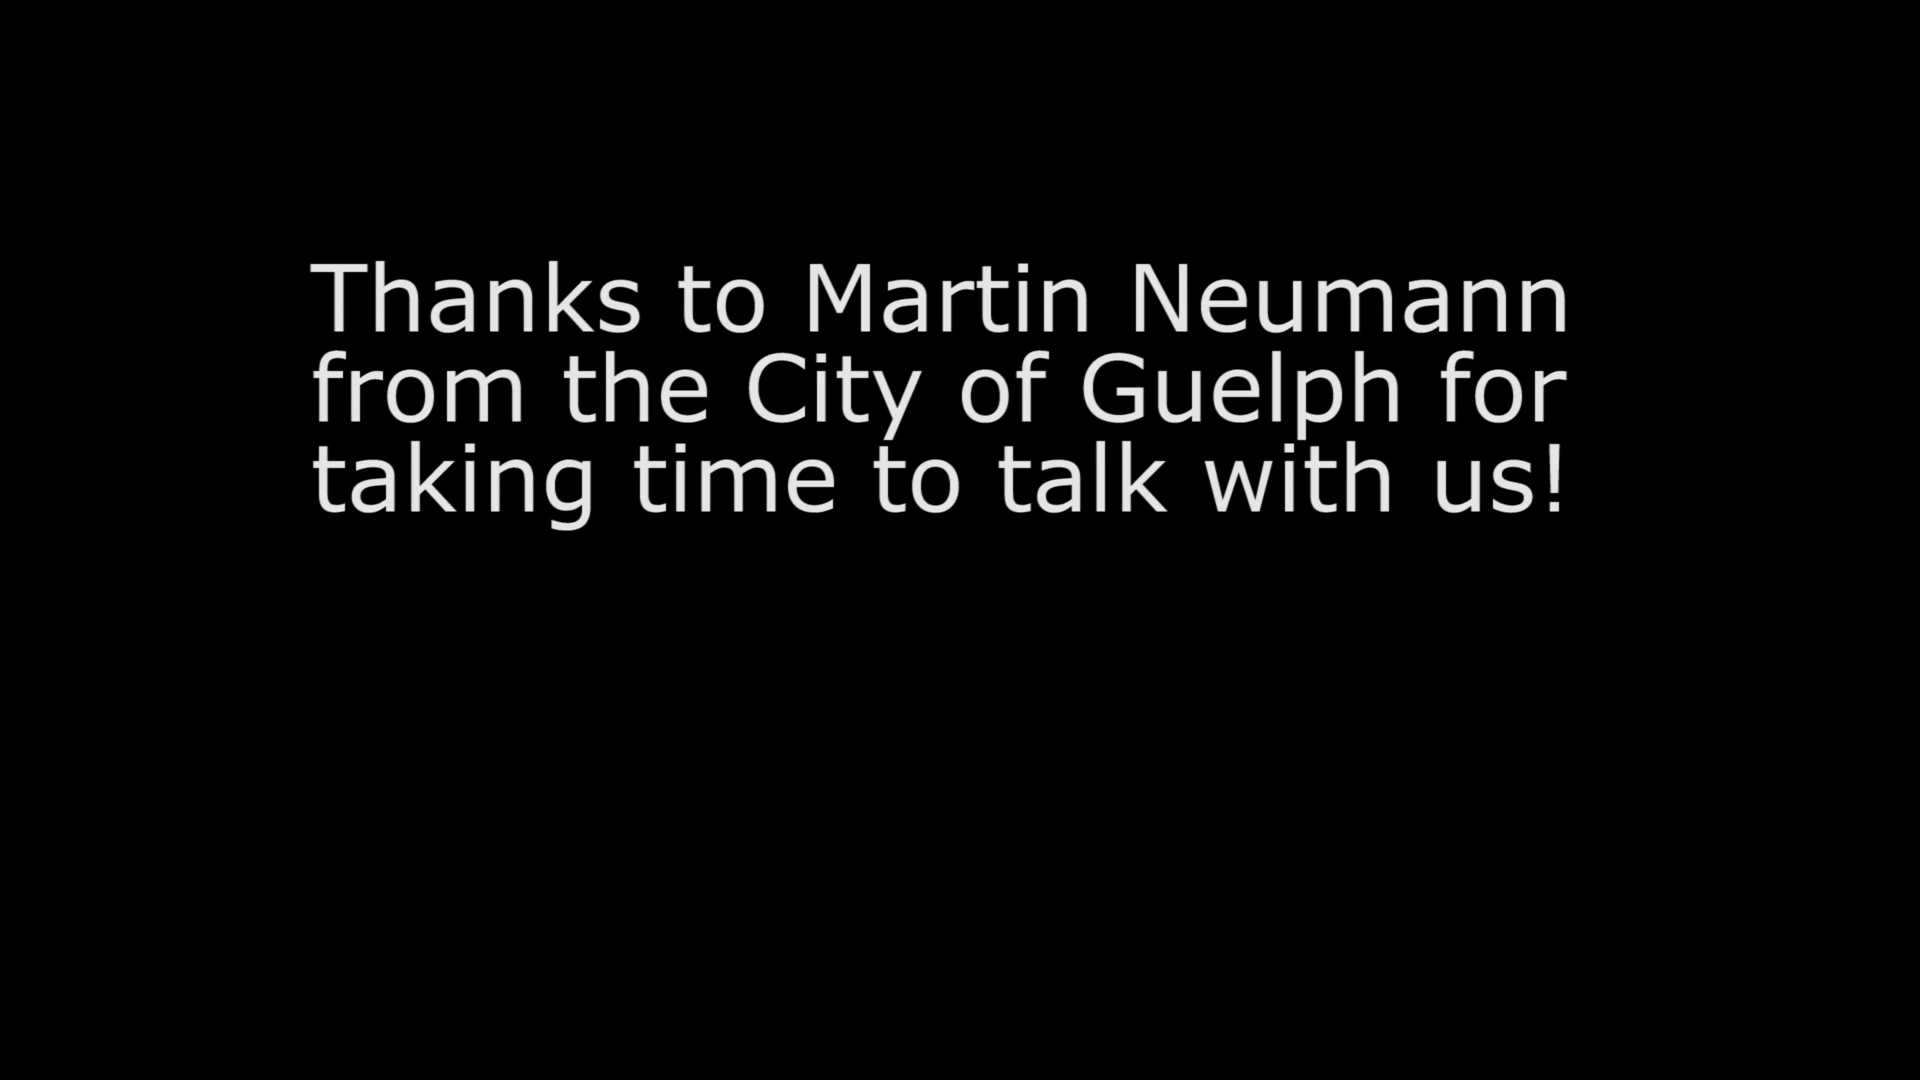 Thanks to Martin Neumann
from the City of Guelph for
taking time to talk with us!